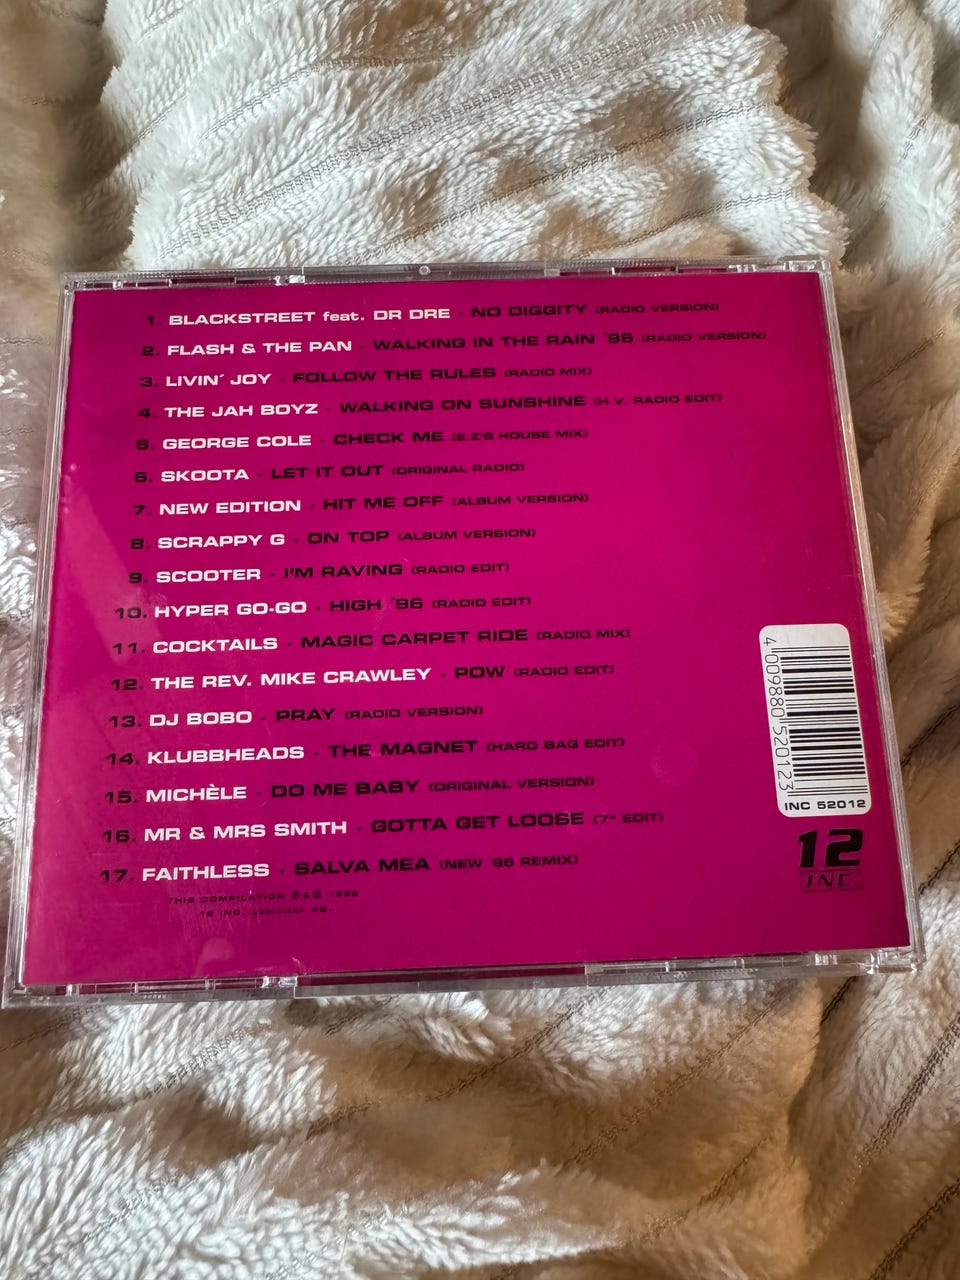 1. BLACKSTREET feat. DR DRE - NO DIGGITY (RADIO VERSION)
2. FLASH & THE PAN - WALKING IN THE RAIN ´96 (RADIO VERSION)
3. LIVIN´ JOY - FOLLOW THE RULES (RADIO MIX)
4. THE JAH BOYZ - WALKING ON SUNSHINE (H.V. RADIO EDIT)
5. GEORGE COLE - CHECK ME (E.Z'S HOUSE MIX)
6. SKOOTA - LET IT OUT (ORIGINAL RADIO)
7. NEW EDITION - HIT ME OFF (ALBUM VERSION)
8. SCRAPPY G - ON TOP (ALBUM VERSION)
9. SCOOTER - I'M RAVING (RADIO EDIT)
10. HYPER GO-GO - HIGH ´96 (RADIO EDIT)
11. COCKTAILS - MAGIC CARPET RIDE (RADIO MIX)
12. THE REV. MIKE CRAWLEY - POW (RADIO EDIT)
13. DJ BOBO - PRAY (RADIO VERSION)
14. KLUBBHEADS - THE MAGNET (HARD BAG EDIT)
15. MICHÈLE - DO ME BABY (ORIGINAL VERSION)
16. MR & MRS SMITH - GOTTA GET LOOSE (7" EDIT)
17. FAITHLESS - SALVA MEA (NEW ´96 REMIX)
THIS COMPILATION ℗ & © 1996
12 INC.
4 009880 520123
INC 52012
12
INC.